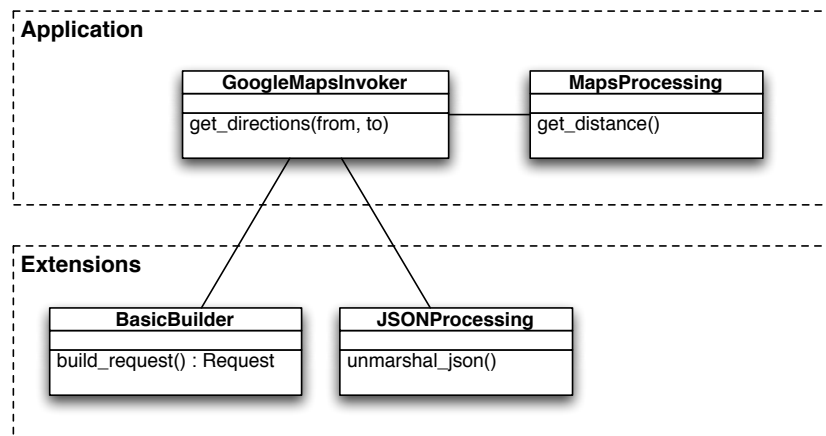 Application
GoogleMapsInvoker
get_directions(from, to)
MapsProcessing
get_distance()
Extensions
BasicBuilder
build_request() : Request
JSONProcessing
unmarshal_json()